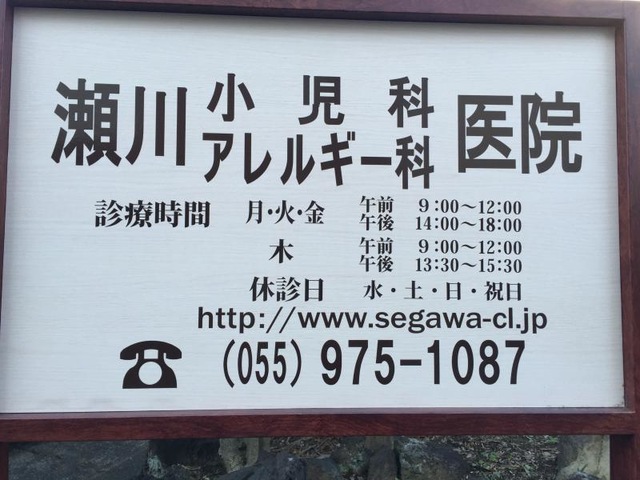 瀬川 小児科 アレルギー科 医院
診療時間 月・火・金 午前 9:00〜12:00
午後 14:00〜18:00
木 午前 9:00〜12:00
午後 13:30〜15:30
休診日 水・土・日・祝日
http://www.segawa-cl.jp
☎ (055) 975-1087